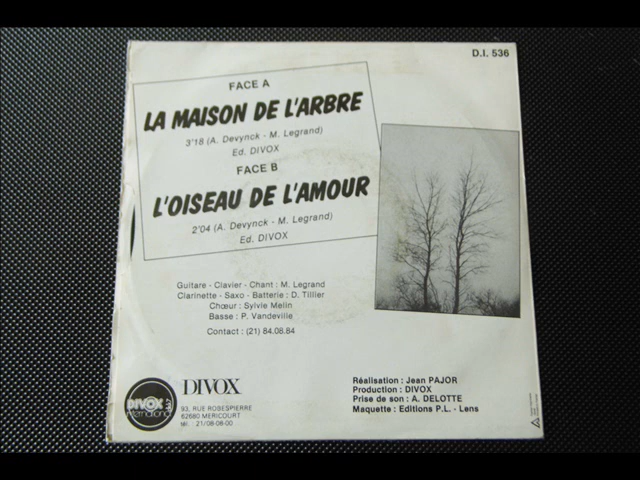 D.I. 536
FACE A
LA MAISON DE L'ARBRE
3'18 (A. Devynck - M. Legrand)
Ed. DIVOX
FACE B
L'OISEAU DE L'AMOUR
2'04 (A. Devynck - M. Legrand)
Ed. DIVOX
Guitare - Clavier - Chant : M. Legrand
Clarinette - Saxo - Batterie : D. Tillier
Chœur : Sylvie Melin
Basse : P. Vandeville
Contact : (21) 84.08.84
DIVOX
international
DIVOX
93, RUE ROBESPIERRE
62680 MERICOURT
tél. : 21/08-08-00
Réalisation : Jean PAJOR
Production : DIVOX
Prise de son : A. DELOTTE
Maquette : Editions P.L. - Lens